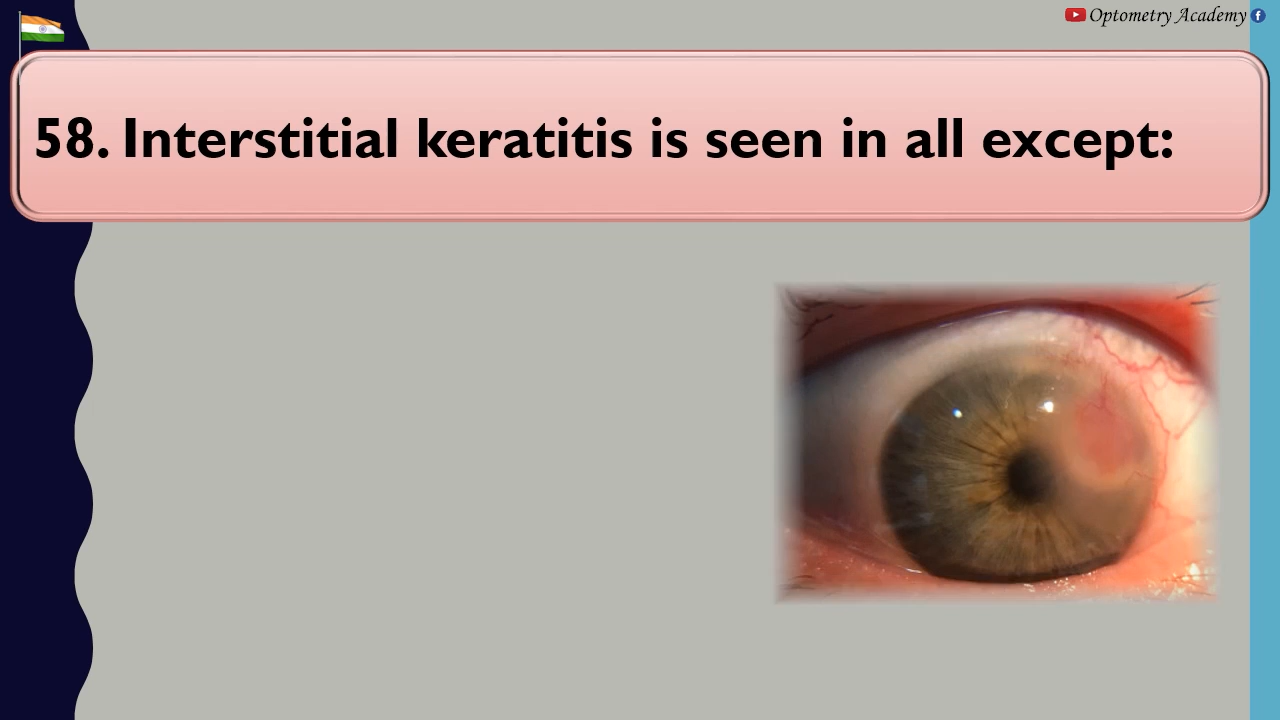 Optometry Academy
58. Interstitial keratitis is seen in all except: